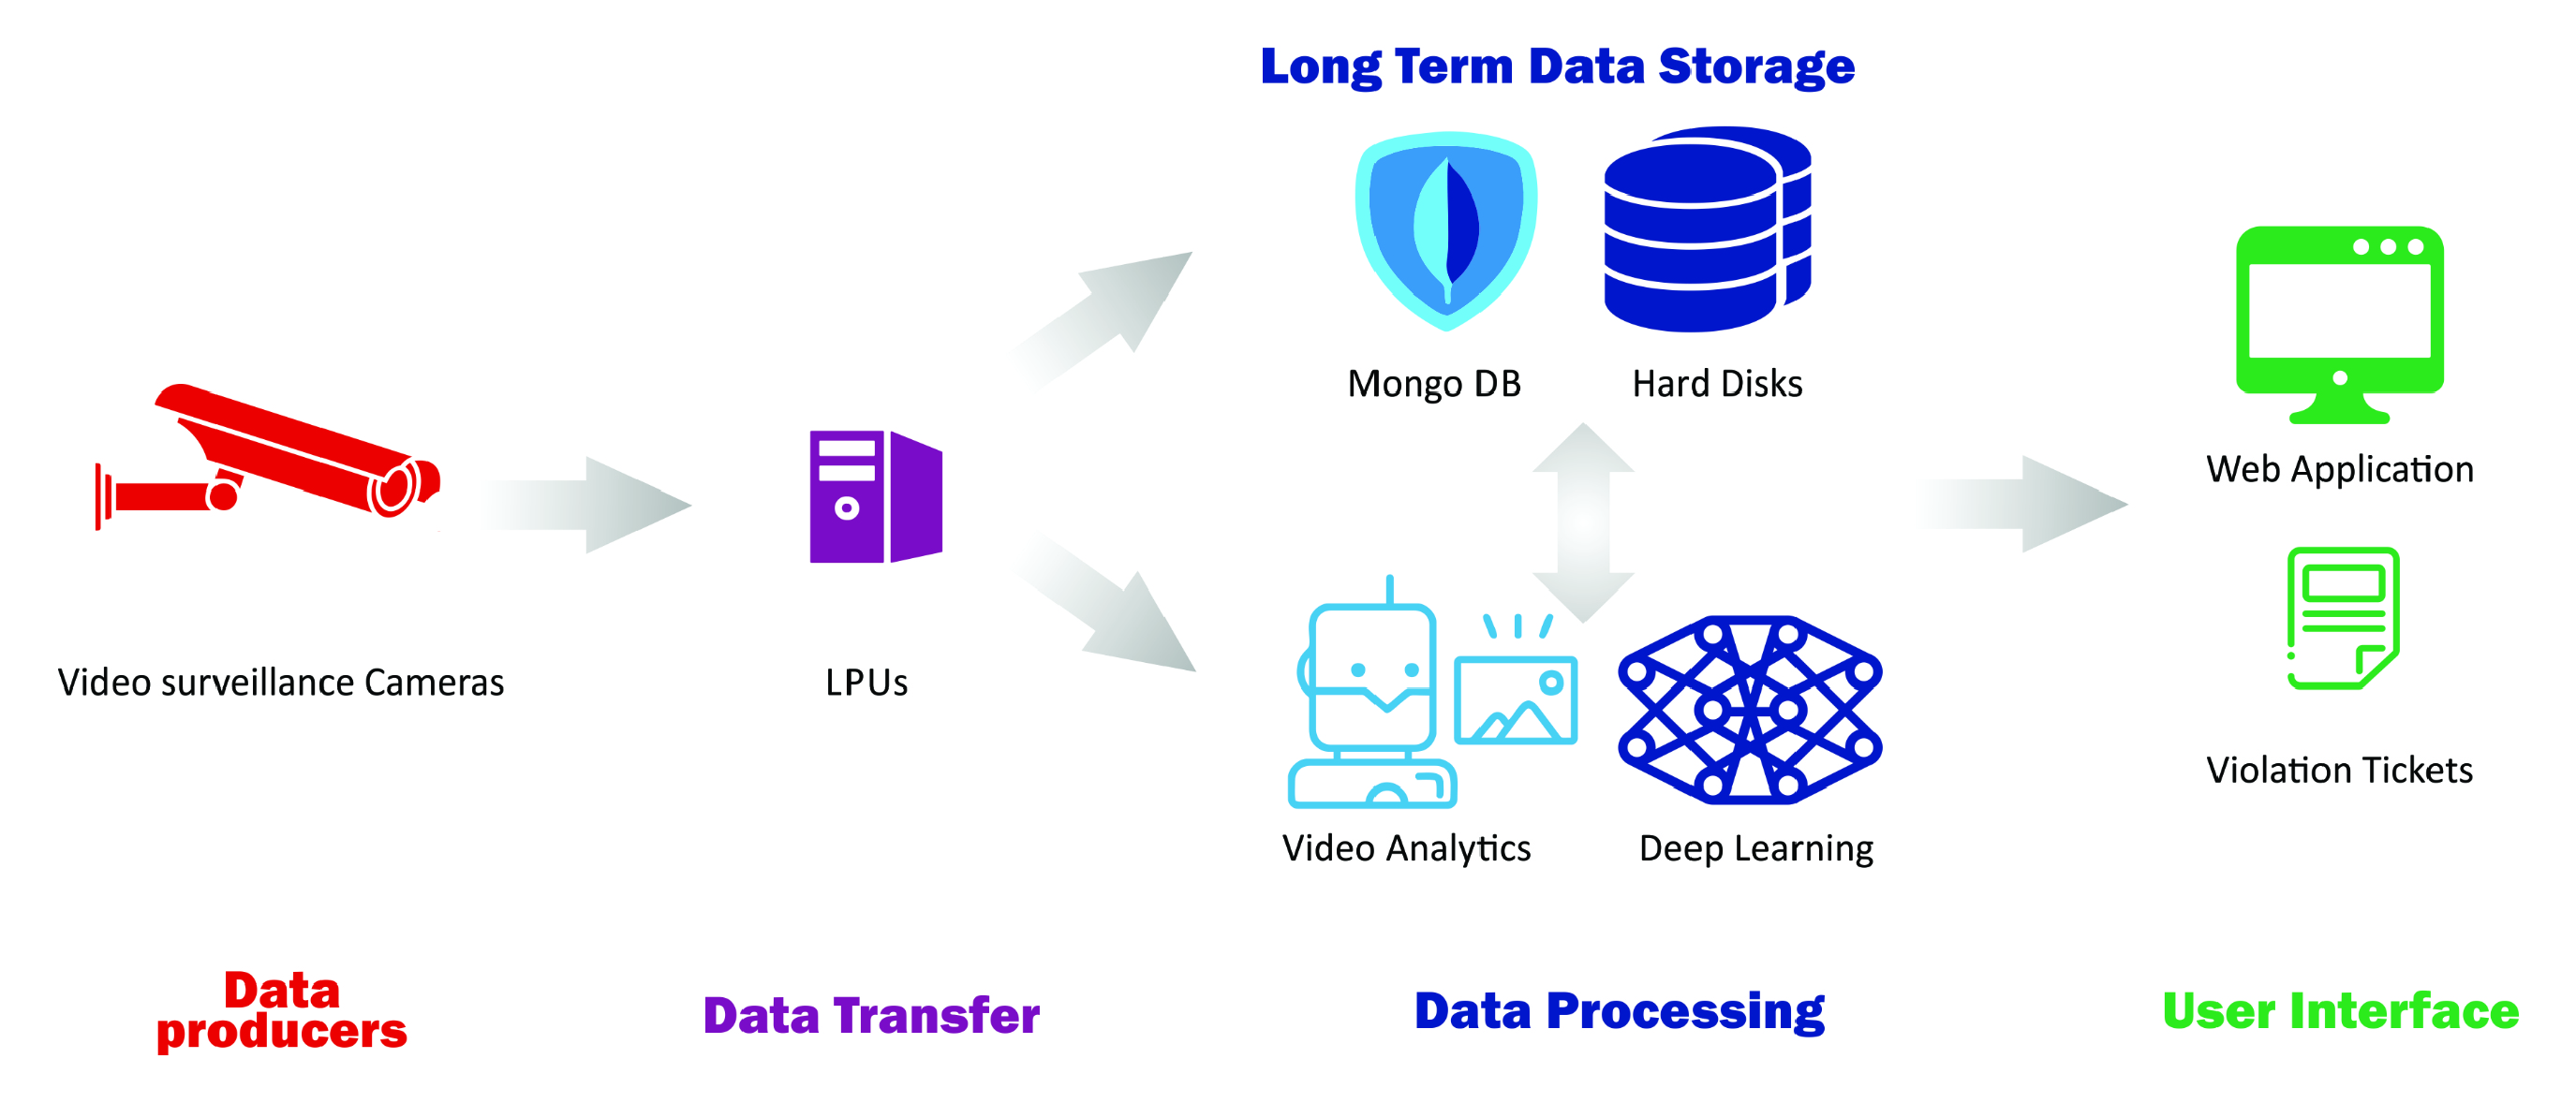 Long Term Data Storage
Mongo DB
Hard Disks
Web Application
Video surveillance Cameras
LPUs
Violation Tickets
Video Analytics
Deep Learning
Data
producers
Data Transfer
Data Processing
User Interface